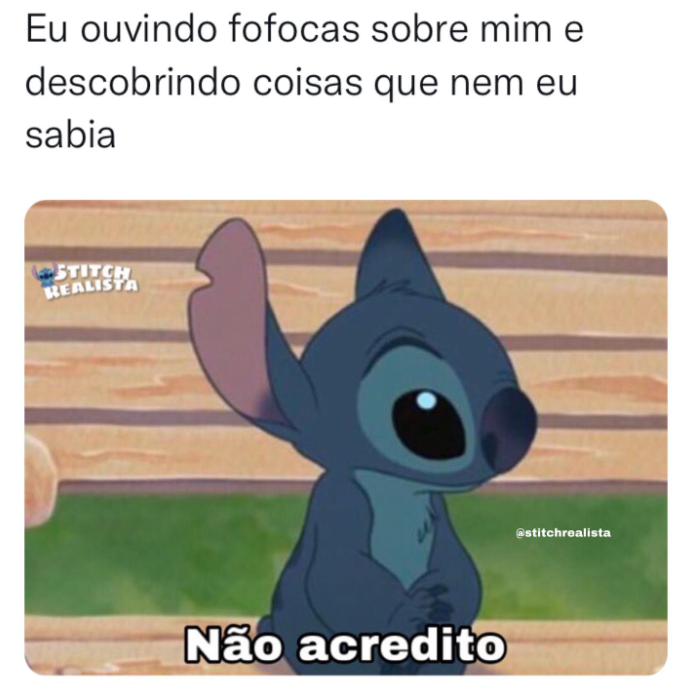 Eu ouvindo fofocas sobre mim e
descobrindo coisas que nem eu
sabia
STITCH
REALISTA
@stitchrealista
Não acredito